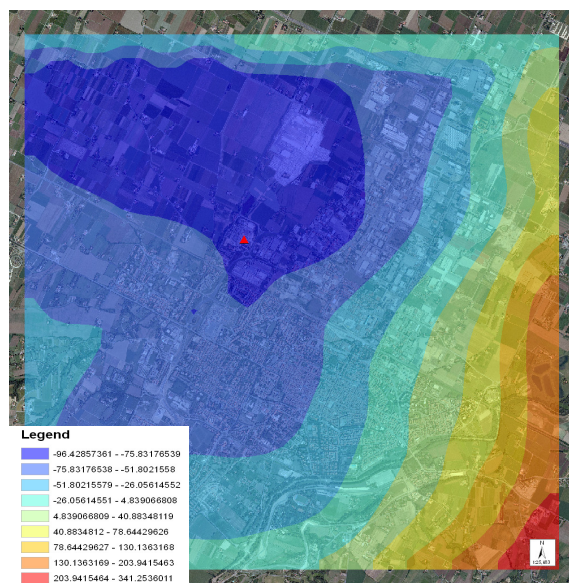 Legend
-96.42857361 - -75.83176539
-75.83176538 - -51.8021558
-51.80215579 - -26.05614552
-26.05614551 - 4.839066808
4.839066809 - 40.88348119
40.8834812 - 78.64429626
78.64429627 - 130.1363168
130.1363169 - 203.9415463
203.9415464 - 341.2536011
N